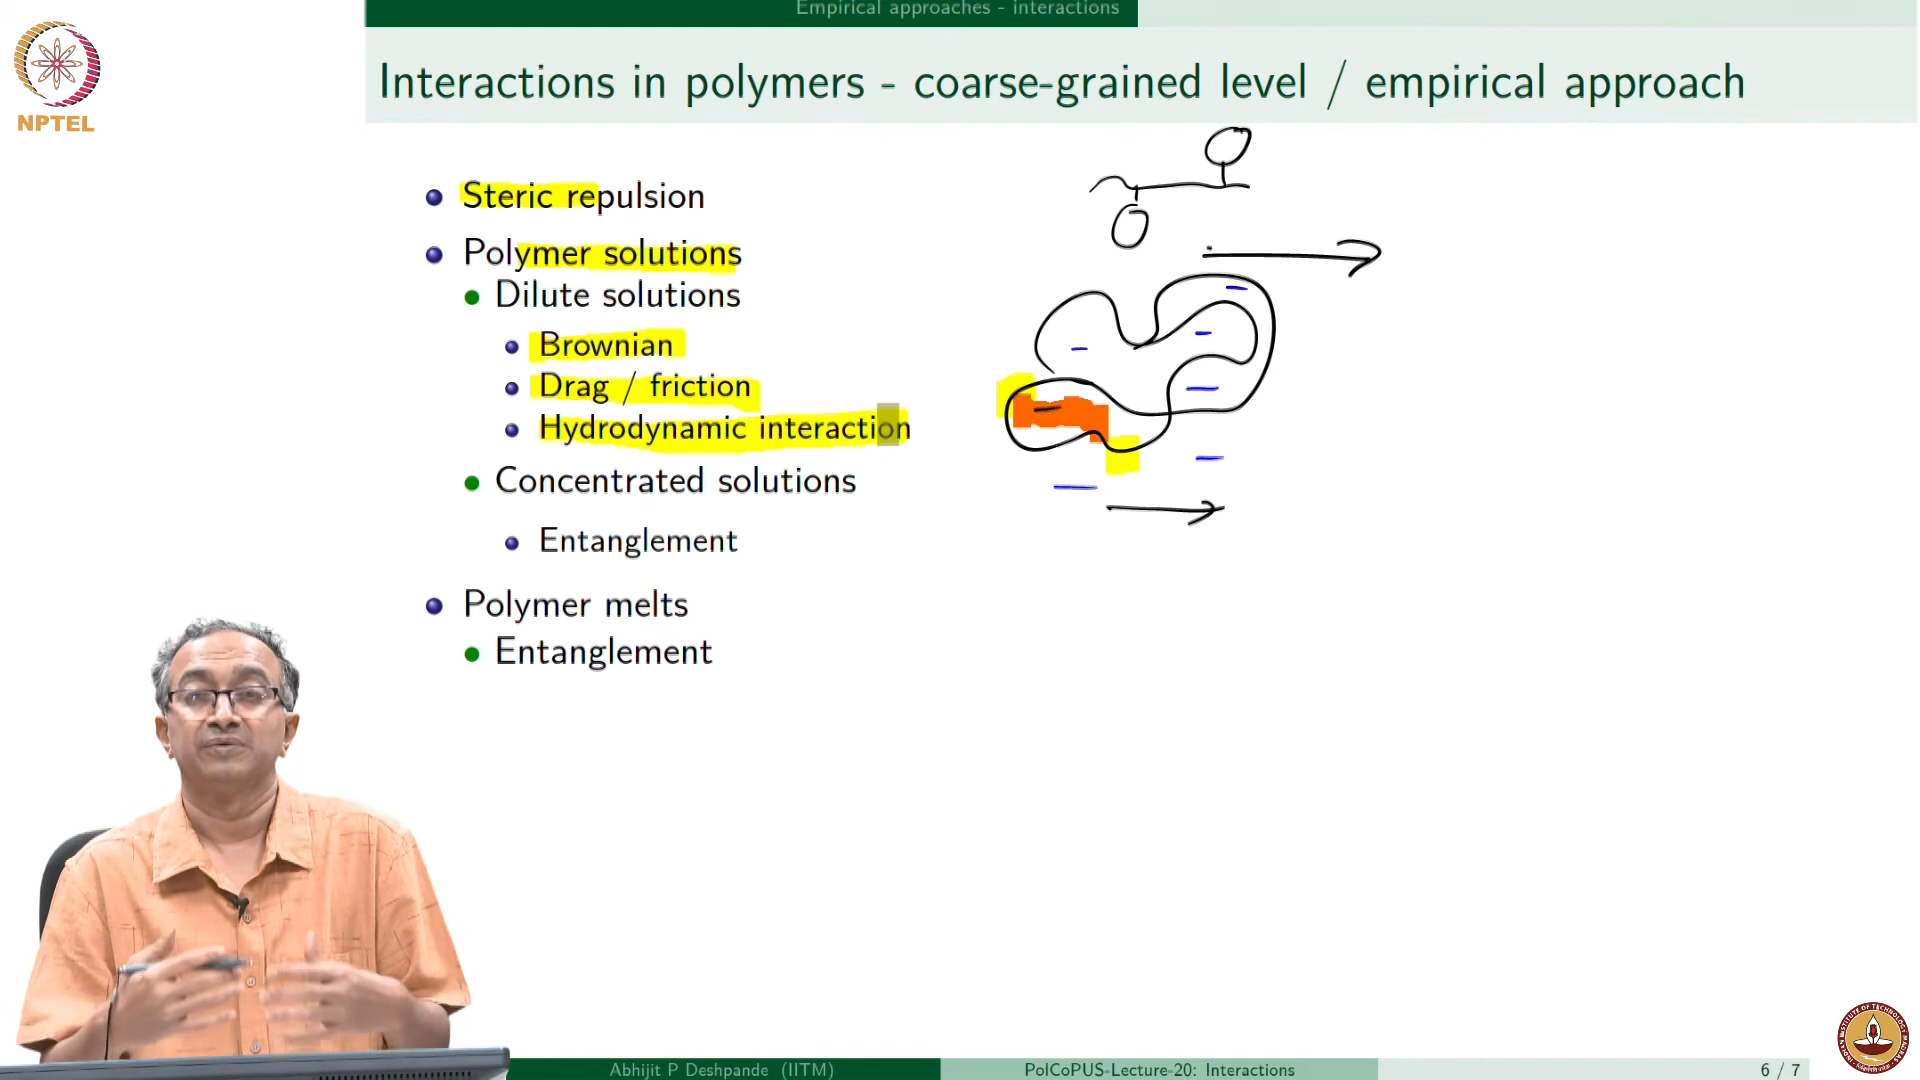 Empirical approaches - interactions
NPTEL
Interactions in polymers - coarse-grained level / empirical approach
Steric repulsion
Polymer solutions
Dilute solutions
Brownian
Drag / friction
Hydrodynamic interaction
Concentrated solutions
Entanglement
Polymer melts
Entanglement
Abhijit P Deshpande (IITM)
PolCoPUS-Lecture-20: Interactions
6 / 7